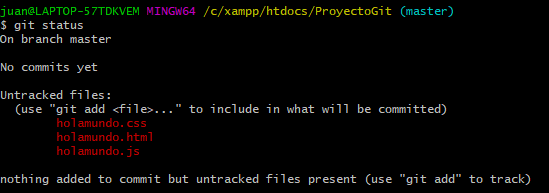 juan@LAPTOP-57TDKVEM MINGW64 /c/xampp/htdocs/ProyectoGit (master)
$ git status
On branch master
No commits yet
Untracked files:
(use "git add <file>..." to include in what will be committed)
holamundo.css
holamundo.html
holamundo.js
nothing added to commit but untracked files present (use "git add" to track)